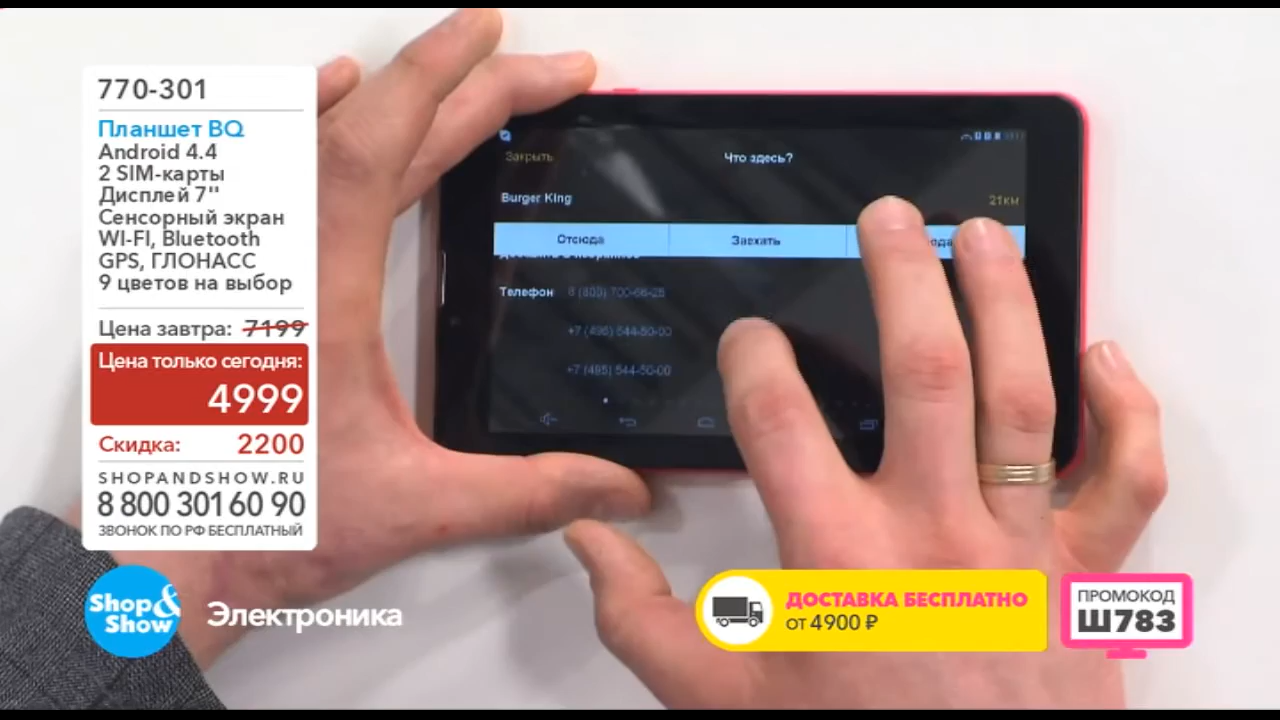 770-301
Планшет BQ
Android 4.4
2 SIM-карты
Дисплей 7''
Сенсорный экран
WI-FI, Bluetooth
GPS, ГЛОНАСС
9 цветов на выбор
Цена завтра: 7199
Цена только сегодня:
4999
Скидка: 2200
SHOPANDSHOW.RU
8 800 301 60 90
ЗВОНОК ПО РФ БЕСПЛАТНЫЙ
Shop&
Show
Электроника
Закрыть
Что здесь?
Burger King
21км
Отсюда
Заехать
Телефон
8 (800) 700-66-25
+7 (495) 544-50-00
+7 (495) 544-50-00
ДОСТАВКА БЕСПЛАТНО
ОТ 4900 ₽
ПРОМОКОД
Ш783